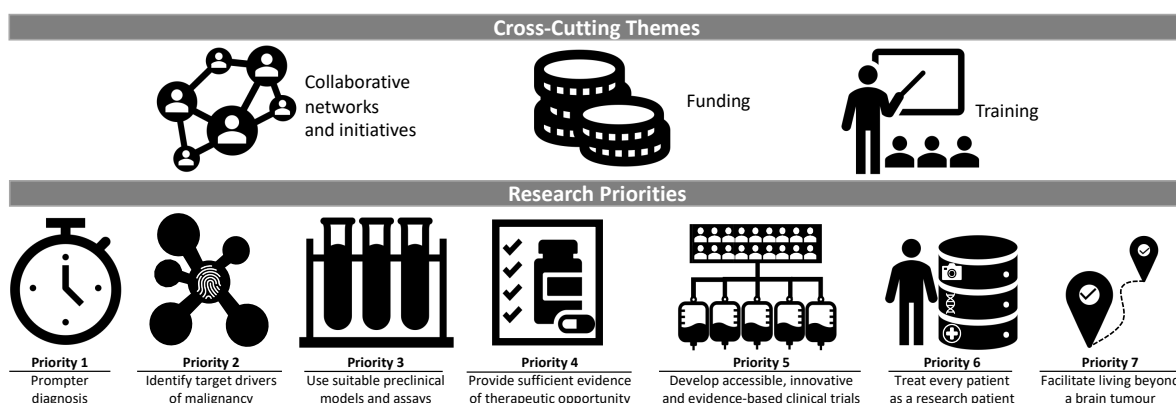 Cross-Cutting Themes
Collaborative
networks
and initiatives
Funding
Training
Research Priorities
Priority 1
Prompter
diagnosis
Priority 2
Identify target drivers
of malignancy
Priority 3
Use suitable preclinical
models and assays
Priority 4
Provide sufficient evidence
of therapeutic opportunity
Priority 5
Develop accessible, innovative
and evidence-based clinical trials
Priority 6
Treat every patient
as a research patient
Priority 7
Facilitate living beyond
a brain tumour